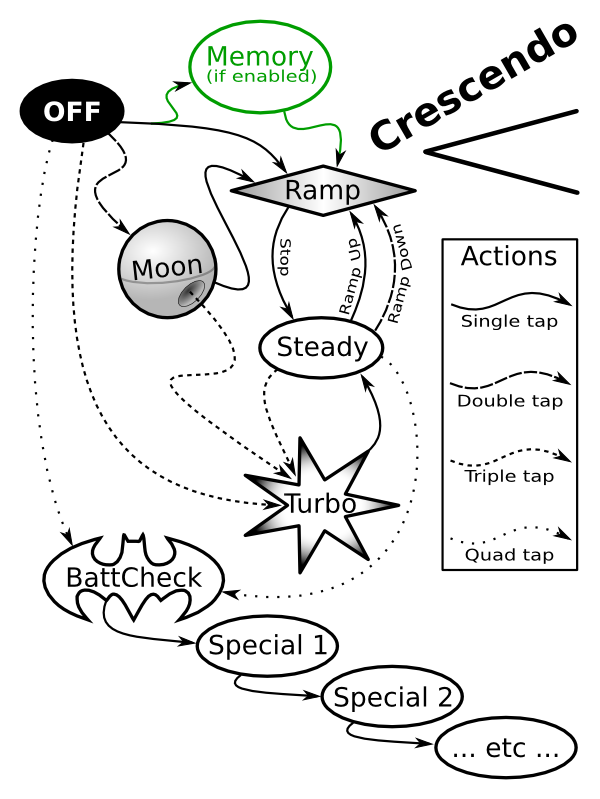 Crescendo
Memory
(if enabled)
OFF
Ramp
Moon
Stop
Ramp Up
Ramp Down
Steady
Turbo
BattCheck
Special 1
Special 2
... etc ...
Actions
Single tap
Double tap
Triple tap
Quad tap